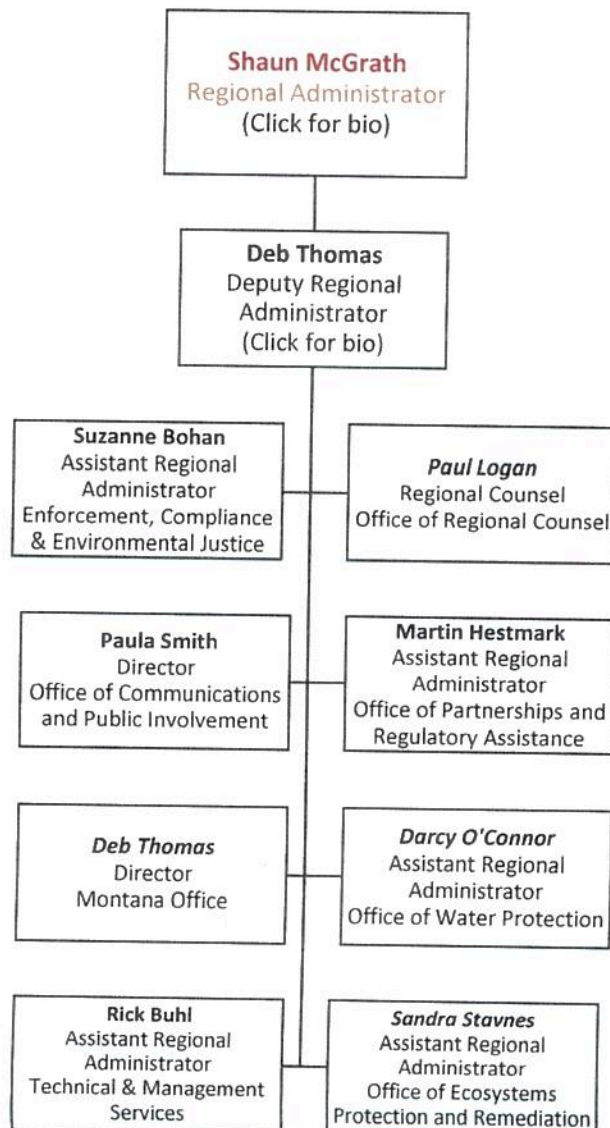 Shaun McGrath
Regional Administrator
(Click for bio)
Deb Thomas
Deputy Regional
Administrator
(Click for bio)
Suzanne Bohan
Assistant Regional
Administrator
Enforcement, Compliance
& Environmental Justice
Paul Logan
Regional Counsel
Office of Regional Counsel
Paula Smith
Director
Office of Communications
and Public Involvement
Martin Hestmark
Assistant Regional
Administrator
Office of Partnerships and
Regulatory Assistance
Deb Thomas
Director
Montana Office
Darcy O'Connor
Assistant Regional
Administrator
Office of Water Protection
Rick Buhl
Assistant Regional
Administrator
Technical & Management
Services
Sandra Stavnes
Assistant Regional
Administrator
Office of Ecosystems
Protection and Remediation